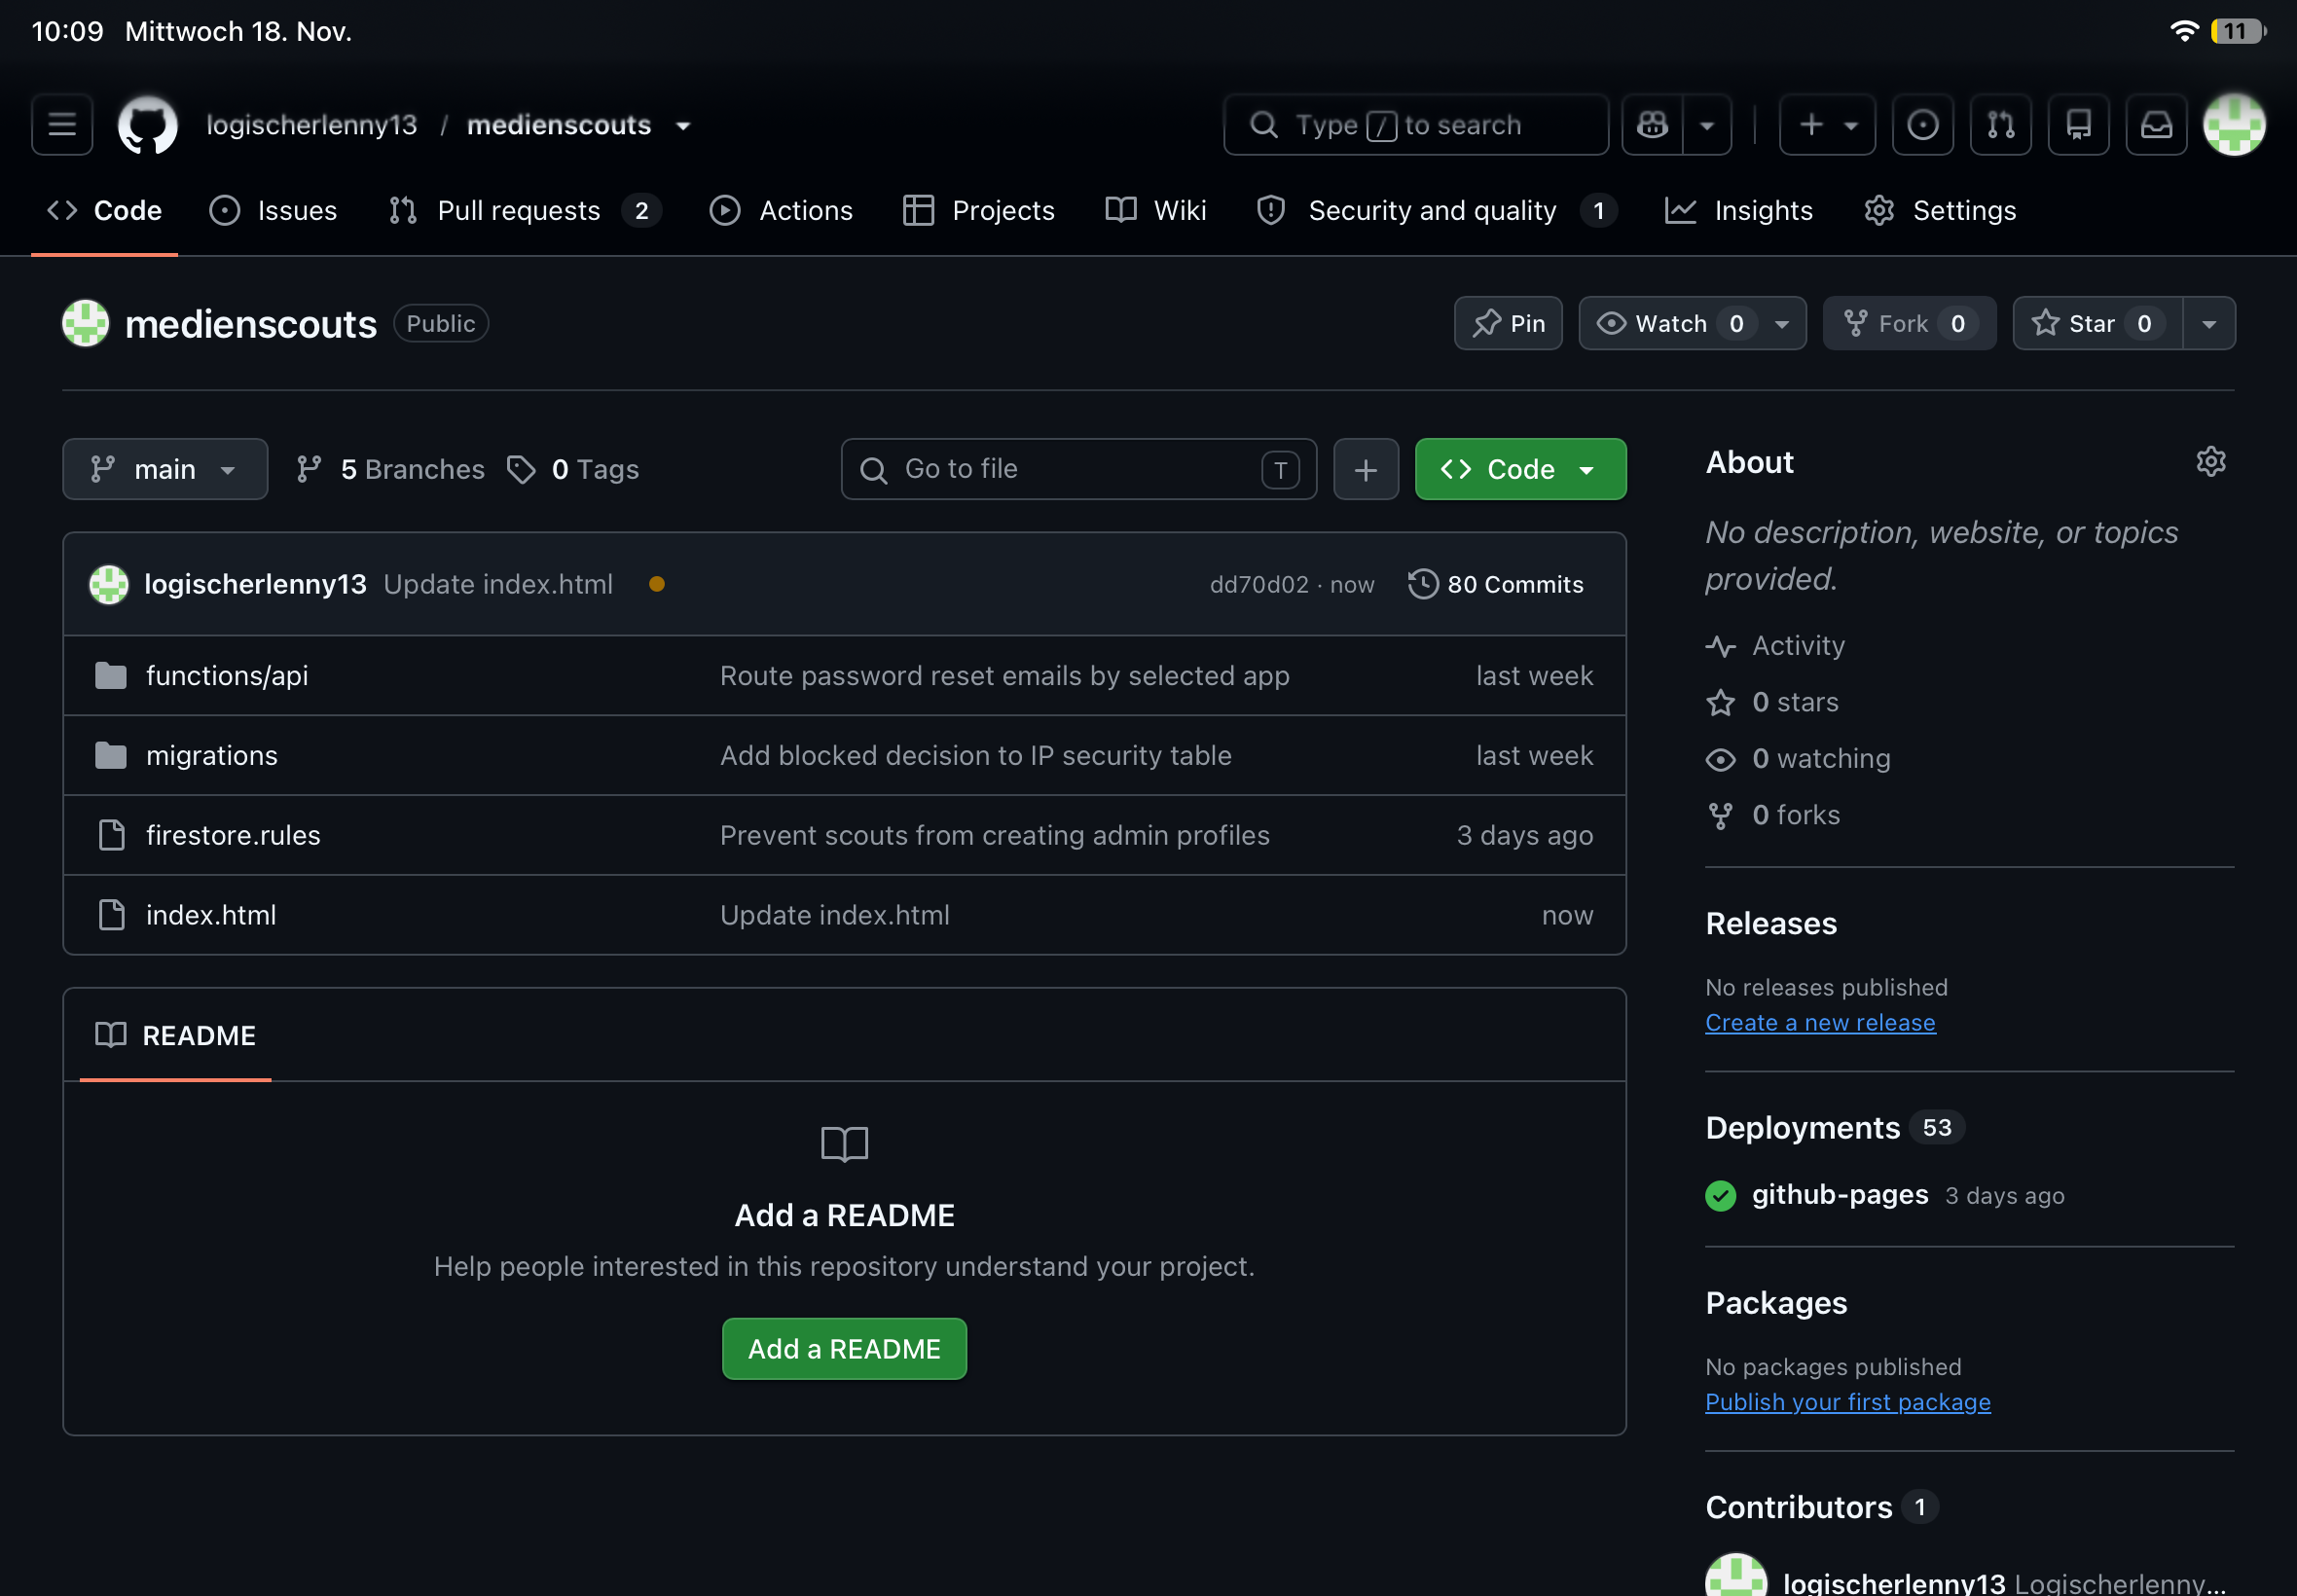 10:09 Mittwoch 18. Nov.
11
logischerlenny13 / medienscouts
Type / to search
Code
Issues
Pull requests 2
Actions
Projects
Wiki
Security and quality 1
Insights
Settings
medienscouts Public
Pin
Watch 0
Fork 0
Star 0
main
5 Branches
0 Tags
Go to file T
Code
logischerlenny13 Update index.html
dd70d02 · now
80 Commits
functions/api Route password reset emails by selected app last week
migrations Add blocked decision to IP security table last week
firestore.rules Prevent scouts from creating admin profiles 3 days ago
index.html Update index.html now
README
Add a README
Help people interested in this repository understand your project.
Add a README
About
No description, website, or topics
provided.
Activity
0 stars
0 watching
0 forks
Releases
No releases published
Create a new release
Deployments 53
github-pages 3 days ago
Packages
No packages published
Publish your first package
Contributors 1
logischerlenny13 Logischerlenny...